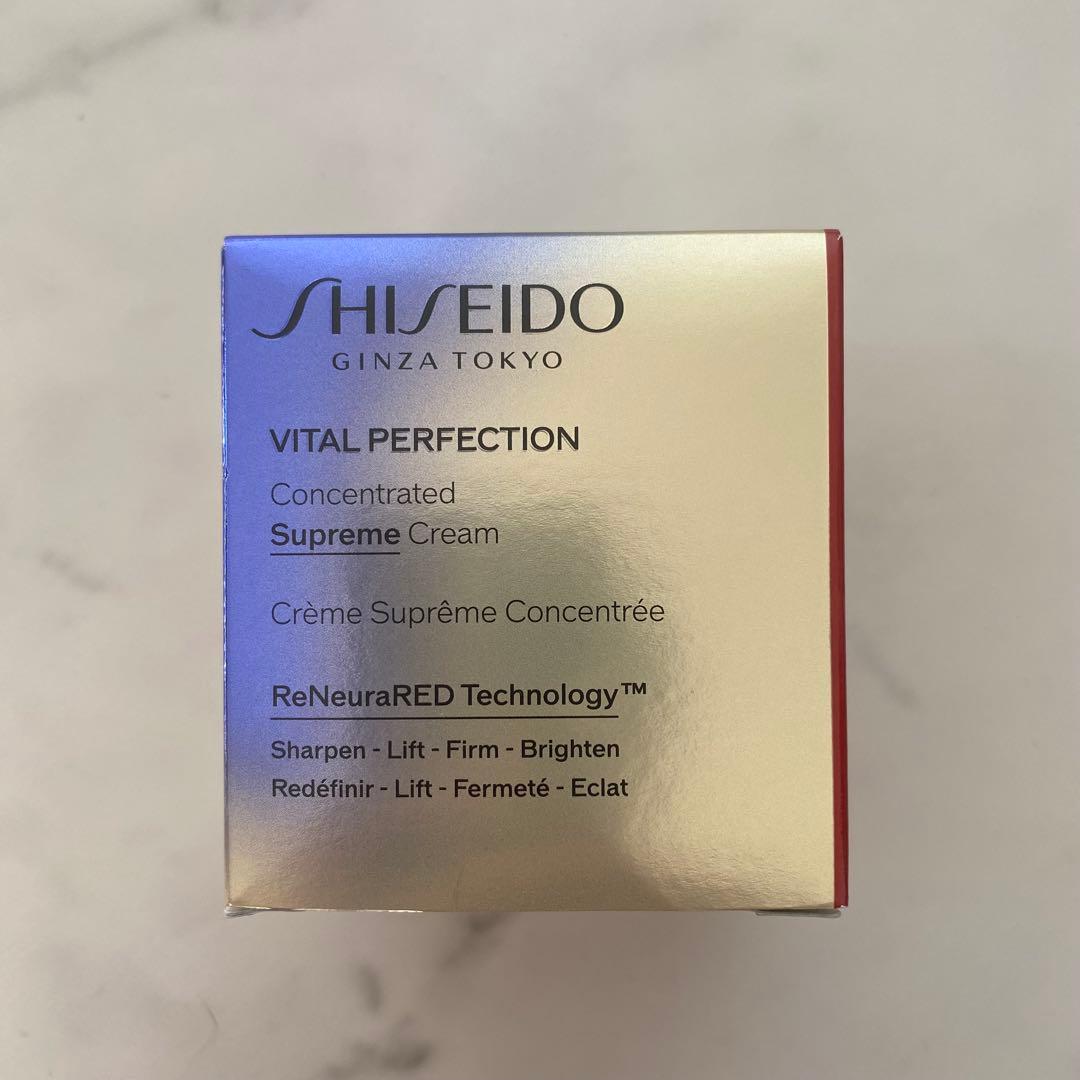 SHISEIDO
GINZA TOKYO
VITAL PERFECTION
Concentrated
Supreme Cream
Crème Suprême Concentrée
ReNeuraRED Technology™
Sharpen - Lift - Firm - Brighten
Redéfinir - Lift - Fermeté - Eclat